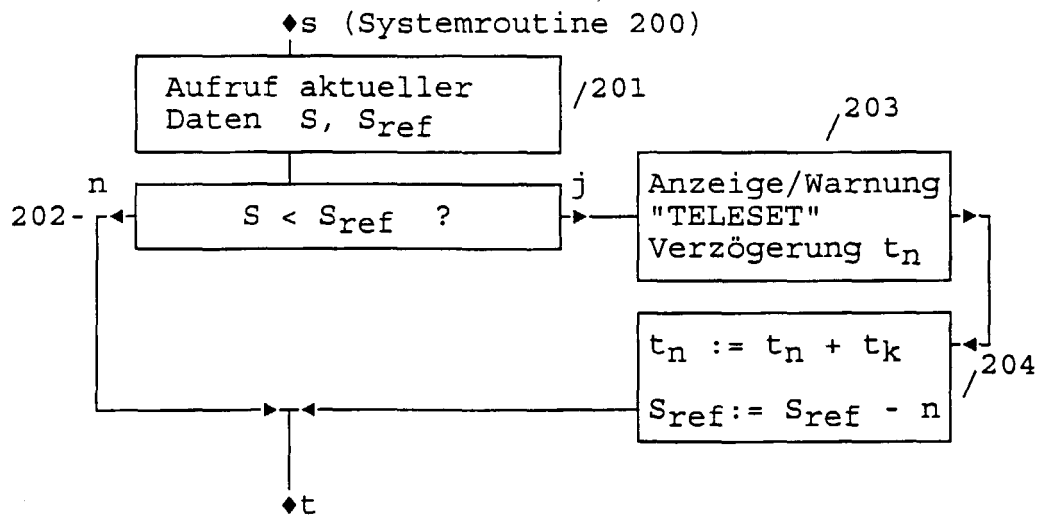 ♦s (Systemroutine 200)
Aufruf aktueller
Daten S, Sref
/201
/203
n
j
202-
S < Sref ?
Anzeige/Warnung
"TELESET"
Verzögerung tn
tn := tn + tk
Sref:= Sref - n
/204
♦t